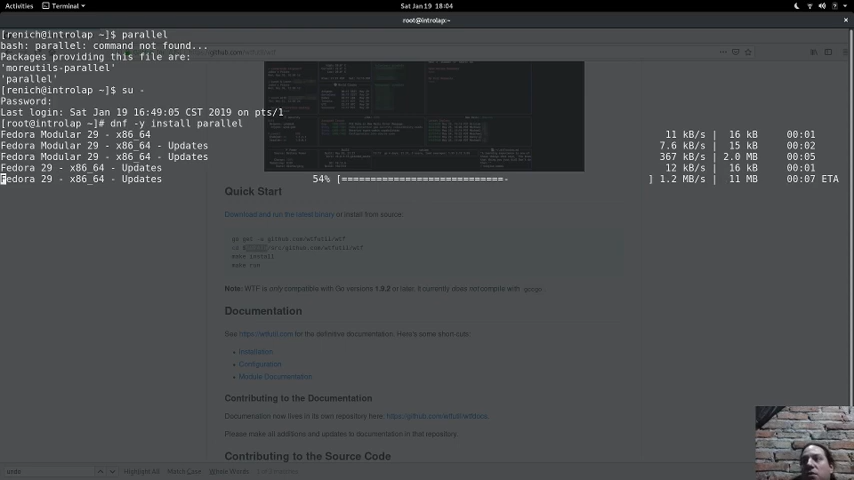 Activities
Terminal
Sat Jan 19 18:04
root@introlap:~
[renich@introlap ~]$ parallel
bash: parallel: command not found...
Packages providing this file are:
'moreutils-parallel'
'parallel'
[renich@introlap ~]$ su -
Password:
Last login: Sat Jan 19 16:49:05 CST 2019 on pts/1
[root@introlap ~]# dnf -y install parallel
Fedora Modular 29 - x86_64 11 kB/s | 16 kB 00:01
Fedora Modular 29 - x86_64 - Updates 7.6 kB/s | 15 kB 00:02
Fedora Modular 29 - x86_64 - Updates 367 kB/s | 2.0 MB 00:05
Fedora 29 - x86_64 - Updates 12 kB/s | 16 kB 00:01
Fedora 29 - x86_64 - Updates 54% [============================- ] 1.2 MB/s | 11 MB 00:07 ETA
Quick Start
Download and run the latest binary or install from source:
go get -u github.com/wtfutil/wtf
make install
make run
Note: WTF is only compatible with Go versions 1.9.2 or later. It currently does not compile with
Documentation
See https://wtfutil.com for the definitive documentation. Here's some short-cuts:
Installation
Configuration
Module Documentation
Contributing to the Documentation
Documentation now lives in its own repository here: https://github.com/wtfutil/wtfdocs.
Please make all additions and updates to documentation in that repository.
Contributing to the Source Code
undo
Highlight All
Match Case
Whole Words